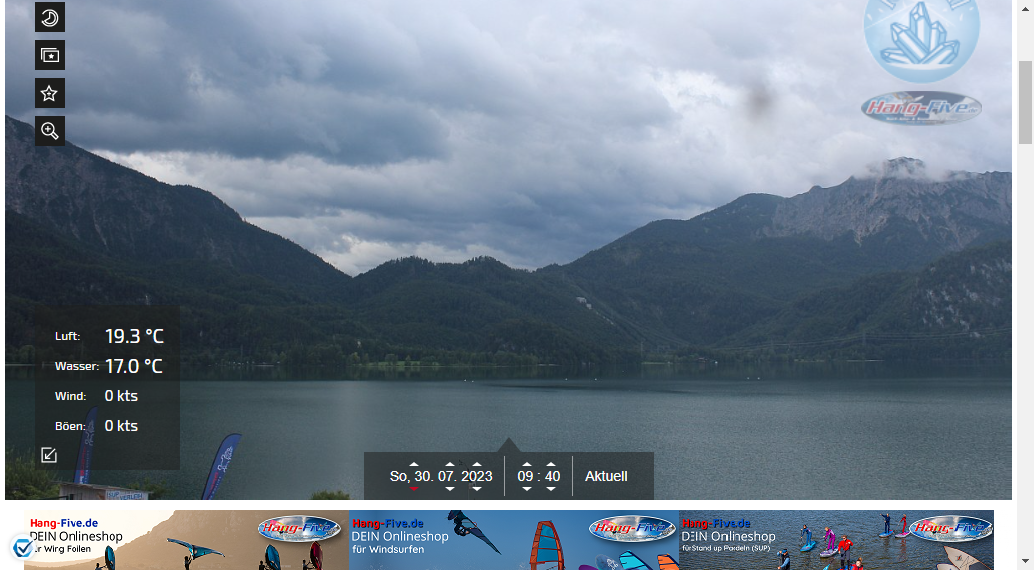 Hang-Five.de
Luft: 19.3 °C
Wasser: 17.0 °C
Wind: 0 kts
Böen: 0 kts
So, 30. 07. 2023 09 : 40 Aktuell
Hang-Five.de
DEIN Onlineshop
für Wing Foilen
Hang-Five
Hang-Five.de
DEIN Onlineshop
für Windsurfen
Hang-Five
Hang-Five.de
DEIN Onlineshop
für Stand up Paddeln (SUP)
Hang-Five